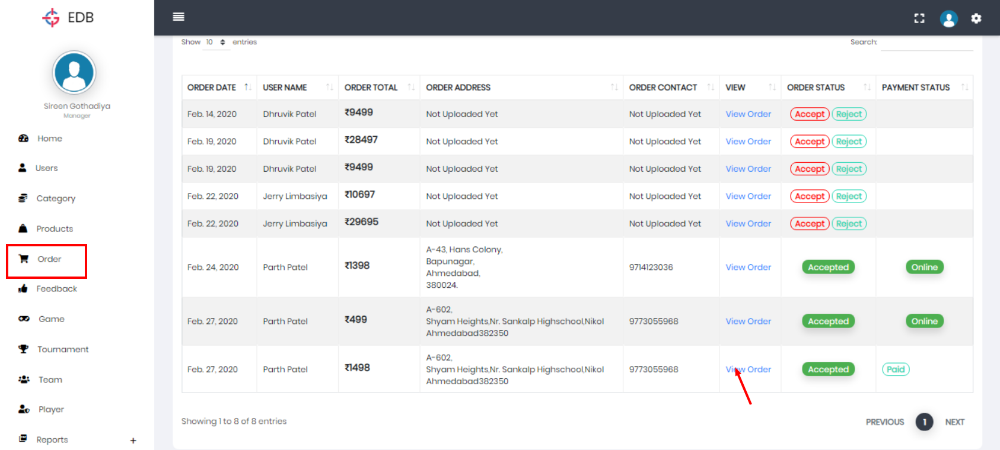 EDB
Sireen Gothadiya
Manager
Home
Users
Category
Products
Order
Feedback
Game
Tournament
Team
Player
Reports +
Show 10 entries
Search:
ORDER DATE USER NAME ORDER TOTAL ORDER ADDRESS ORDER CONTACT VIEW ORDER STATUS PAYMENT STATUS
Feb. 14, 2020 Dhruvik Patel ₹9499 Not Uploaded Yet Not Uploaded Yet View Order Accept Reject
Feb. 19, 2020 Dhruvik Patel ₹28497 Not Uploaded Yet Not Uploaded Yet View Order Accept Reject
Feb. 19, 2020 Dhruvik Patel ₹9499 Not Uploaded Yet Not Uploaded Yet View Order Accept Reject
Feb. 22, 2020 Jerry Limbasiya ₹10697 Not Uploaded Yet Not Uploaded Yet View Order Accept Reject
Feb. 22, 2020 Jerry Limbasiya ₹29695 Not Uploaded Yet Not Uploaded Yet View Order Accept Reject
Feb. 24, 2020 Parth Patel ₹1398 A-43, Hans Colony,
Bapunagar,
Ahmedabad,
380024.
9714123036 View Order Accepted Online
Feb. 27, 2020 Parth Patel ₹499 A-602,
Shyam Heights,Nr. Sankalp Highschool,Nikol
Ahmedabad382350
9773055968 View Order Accepted Online
Feb. 27, 2020 Parth Patel ₹1498 A-602,
Shyam Heights,Nr. Sankalp Highschool,Nikol
Ahmedabad382350
9773055968 View Order Accepted Paid
Showing 1 to 8 of 8 entries
PREVIOUS 1 NEXT